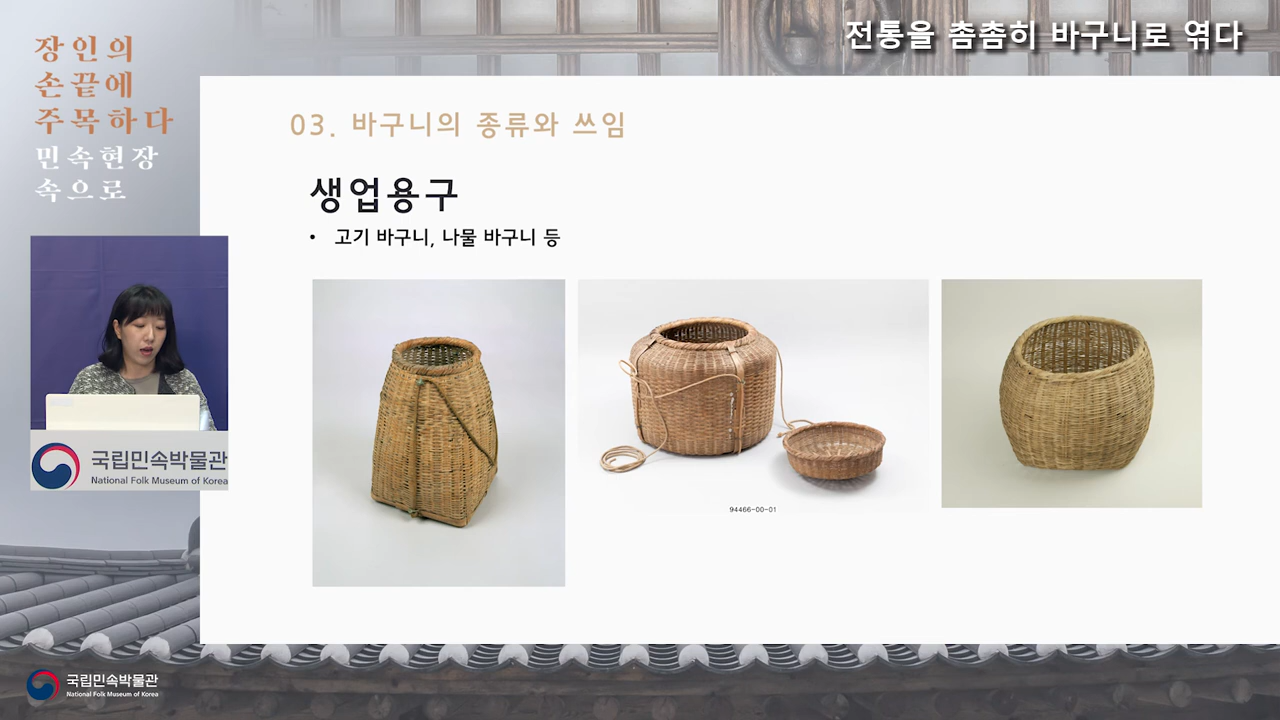 전통을 촘촘히 바구니로 엮다
장인의
손끝에
주목하다
민속현장
속으로
03. 바구니의 종류와 쓰임
생업용구
• 고기 바구니, 나물 바구니 등
94466-00-01
국립민속박물관
National Folk Museum of Korea
국립민속박물관
National Folk Museum of Korea